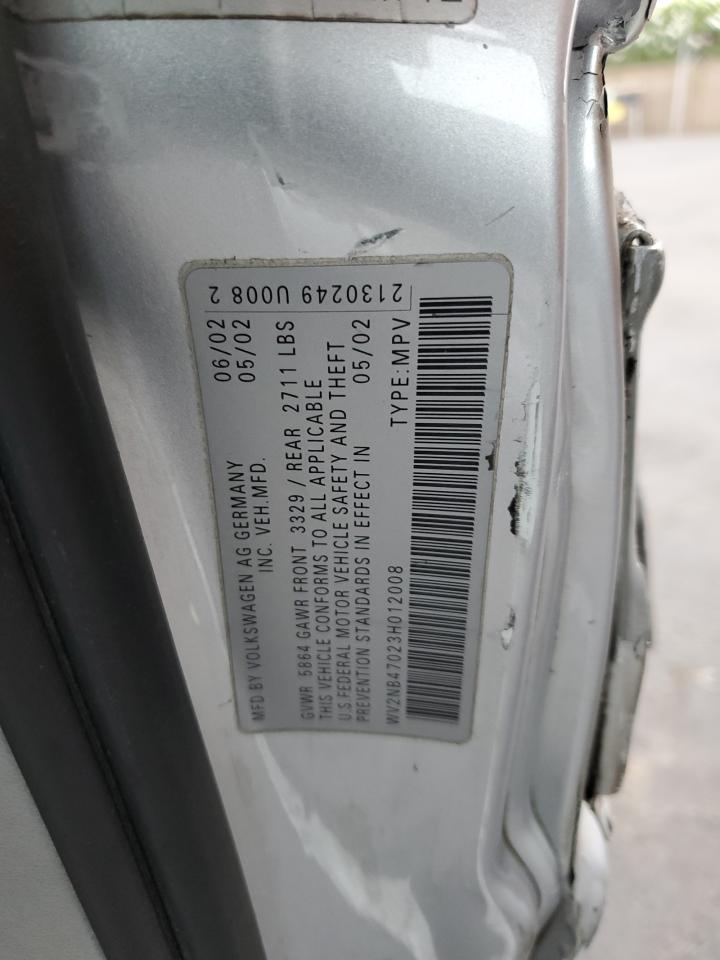 MFD BY VOLKSWAGEN AG GERMANY 06/02
INC. VEH.MFD. 05/02
GVWR 5864 GAWR FRONT 3329 / REAR 2711 LBS
THIS VEHICLE CONFORMS TO ALL APPLICABLE
U.S FEDERAL MOTOR VEHICLE SAFETY AND THEFT
PREVENTION STANDARDS IN EFFECT IN 05/02
WV2NB47023H012008 TYPE:MPV
2130249 U008 2